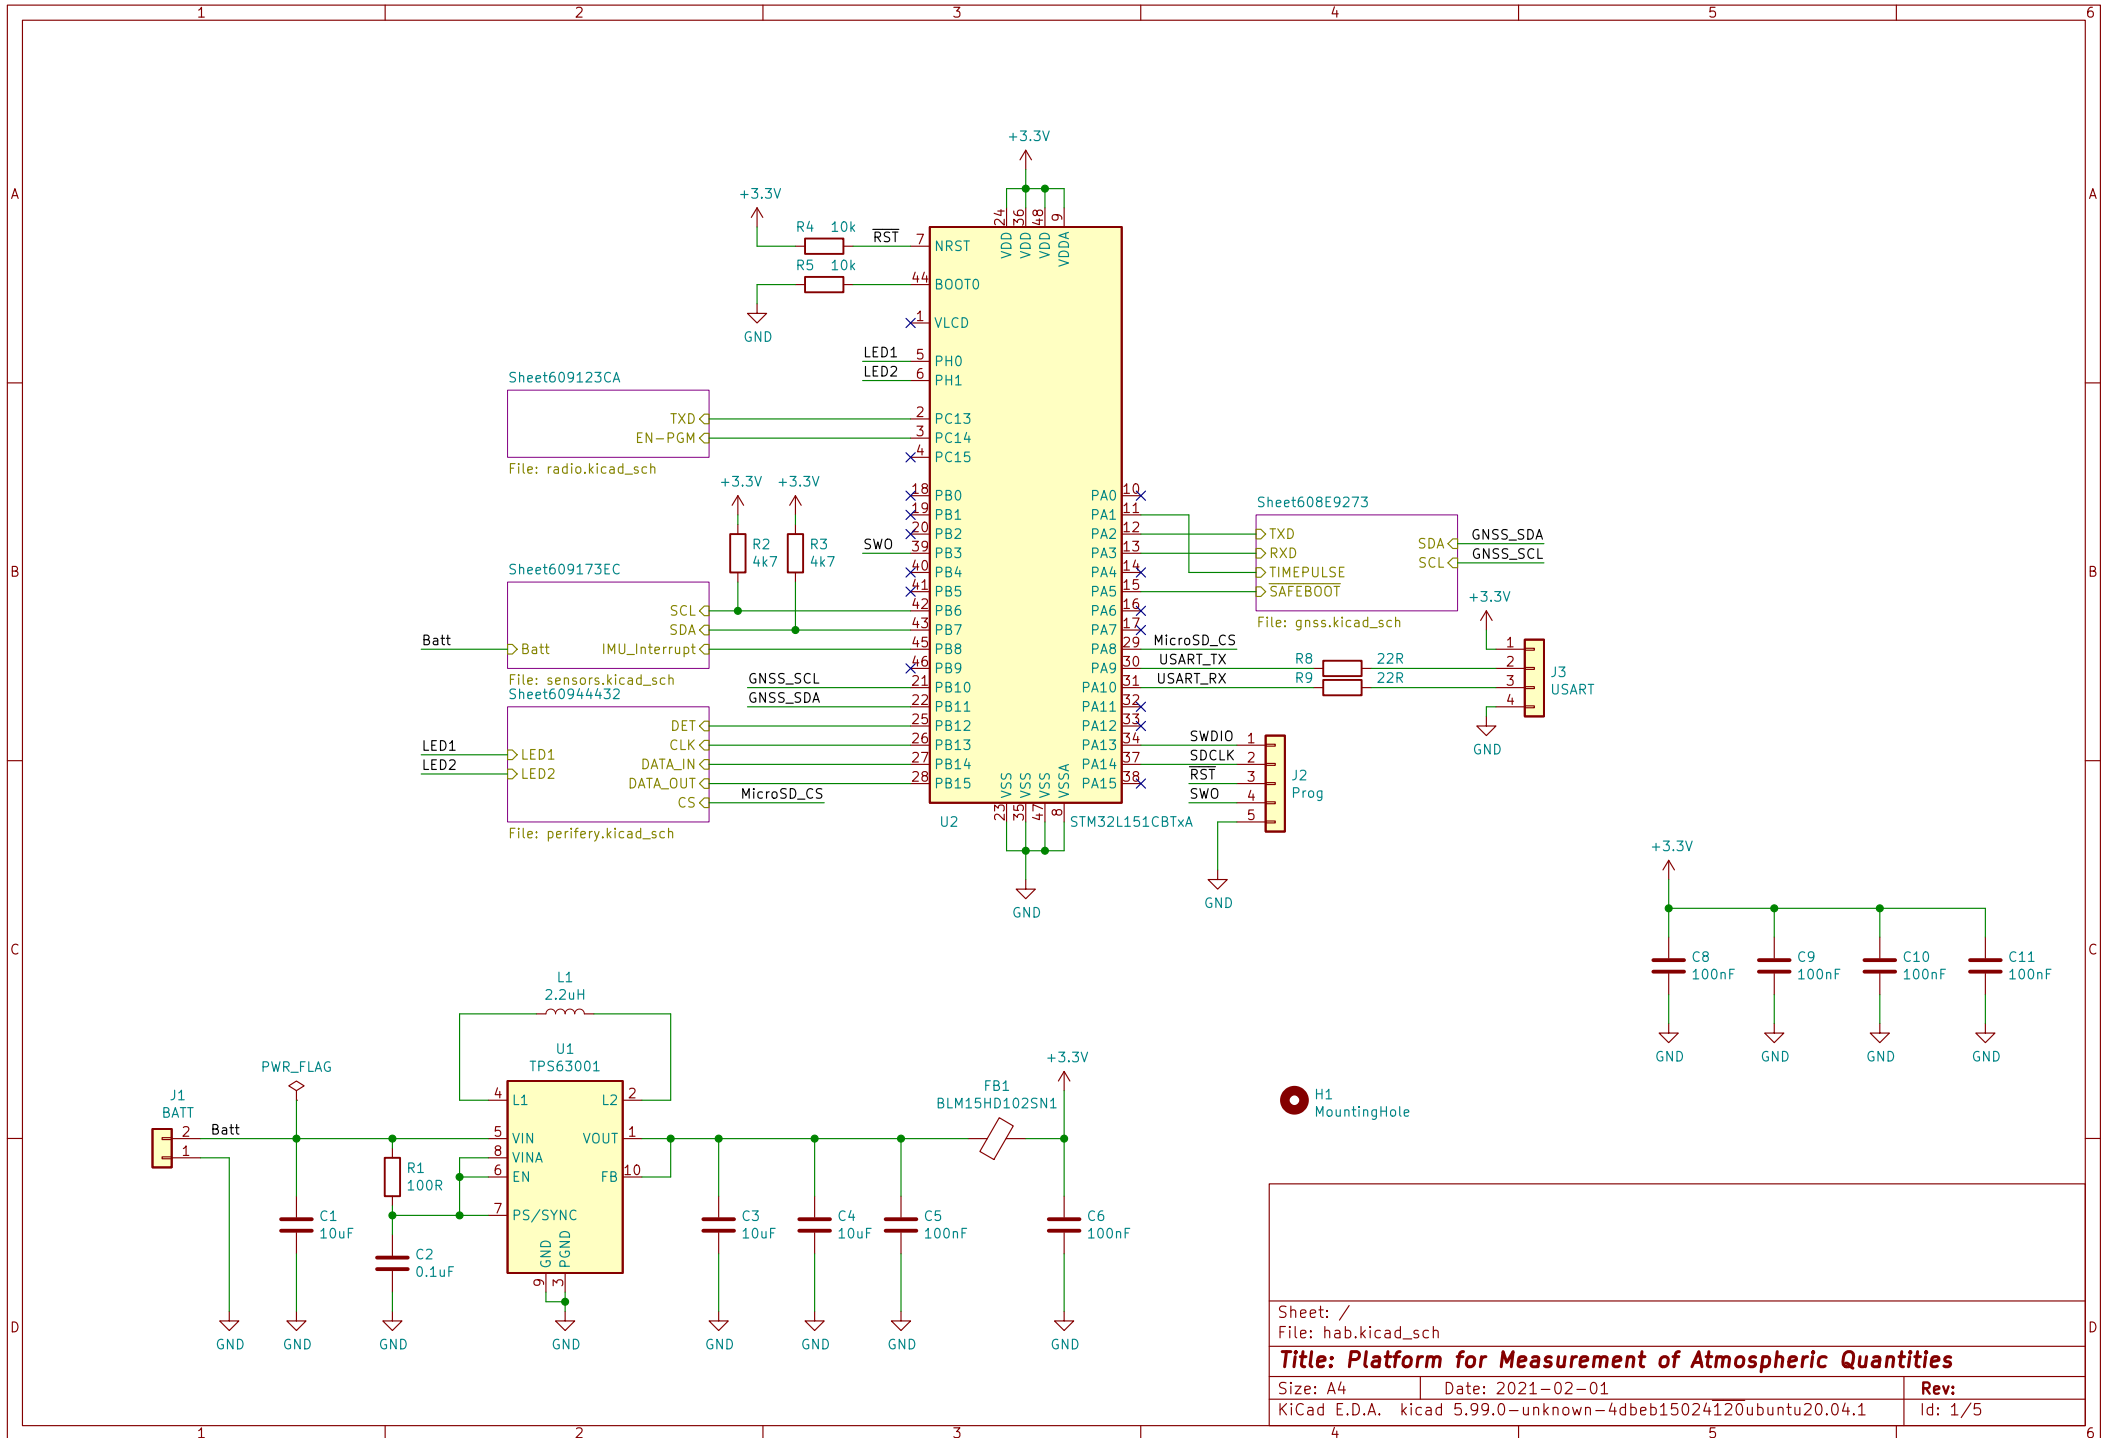 1 2 3 4 5 6
A A
B B
C C
D D
1 2 3 4 5 6
+3.3V
+3.3V
R4 10k
RST
R5 10k
GND
24 VDD
36 VDD
48 VDD
9 VDDA
7 NRST
44 BOOT0
1 VLCD
LED1 5 PH0
LED2 6 PH1
2 PC13
3 PC14
4 PC15
18 PB0
19 PB1
20 PB2
SWO 39 PB3
40 PB4
41 PB5
42 PB6
43 PB7
45 PB8
46 PB9
GNSS_SCL 21 PB10
GNSS_SDA 22 PB11
25 PB12
26 PB13
27 PB14
28 PB15
PA0 10
PA1 11
PA2 12
PA3 13
PA4 14
PA5 15
PA6 16
PA7 17
PA8 29 MicroSD_CS
PA9 30 USART_TX
PA10 31 USART_RX
PA11 32
PA12 33
PA13 34
PA14 37
PA15 38
VSS 23
VSS 35
VSS 47
VSSA 8
U2
STM32L151CBTxA
GND
Sheet609123CA
TXD
EN-PGM
File: radio.kicad_sch
+3.3V +3.3V
R2
4k7
R3
4k7
Sheet609173EC
SCL
SDA
IMU_Interrupt
Batt
Batt
File: sensors.kicad_sch
Sheet60944432
DET
CLK
DATA_IN
DATA_OUT
CS
MicroSD_CS
LED1
LED1
LED2
LED2
File: perifery.kicad_sch
Sheet608E9273
TXD
RXD
TIMEPULSE
SAFEBOOT
SDA GNSS_SDA
SCL GNSS_SCL
File: gnss.kicad_sch
+3.3V
R8 22R
R9 22R
1
2
3
4
J3
USART
GND
SWDIO 1
SDCLK 2
RST 3
SWO 4
5
J2
Prog
GND
+3.3V
C8
100nF
C9
100nF
C10
100nF
C11
100nF
GND GND GND GND
L1
2.2uH
U1
TPS63001
4 L1
L2 2
5 VIN
VOUT 1
8 VINA
6 EN
FB 10
7 PS/SYNC
GND 9
PGND 3
PWR_FLAG
J1
BATT
2
1
Batt
R1
100R
C1
10uF
C2
0.1uF
C3
10uF
C4
10uF
C5
100nF
FB1
BLM15HD102SN1
+3.3V
C6
100nF
GND GND GND GND GND GND GND GND
H1
MountingHole
Sheet: /
File: hab.kicad_sch
Title: Platform for Measurement of Atmospheric Quantities
Size: A4 Date: 2021-02-01 Rev:
KiCad E.D.A. kicad 5.99.0-unknown-4dbeb15024120ubuntu20.04.1 Id: 1/5